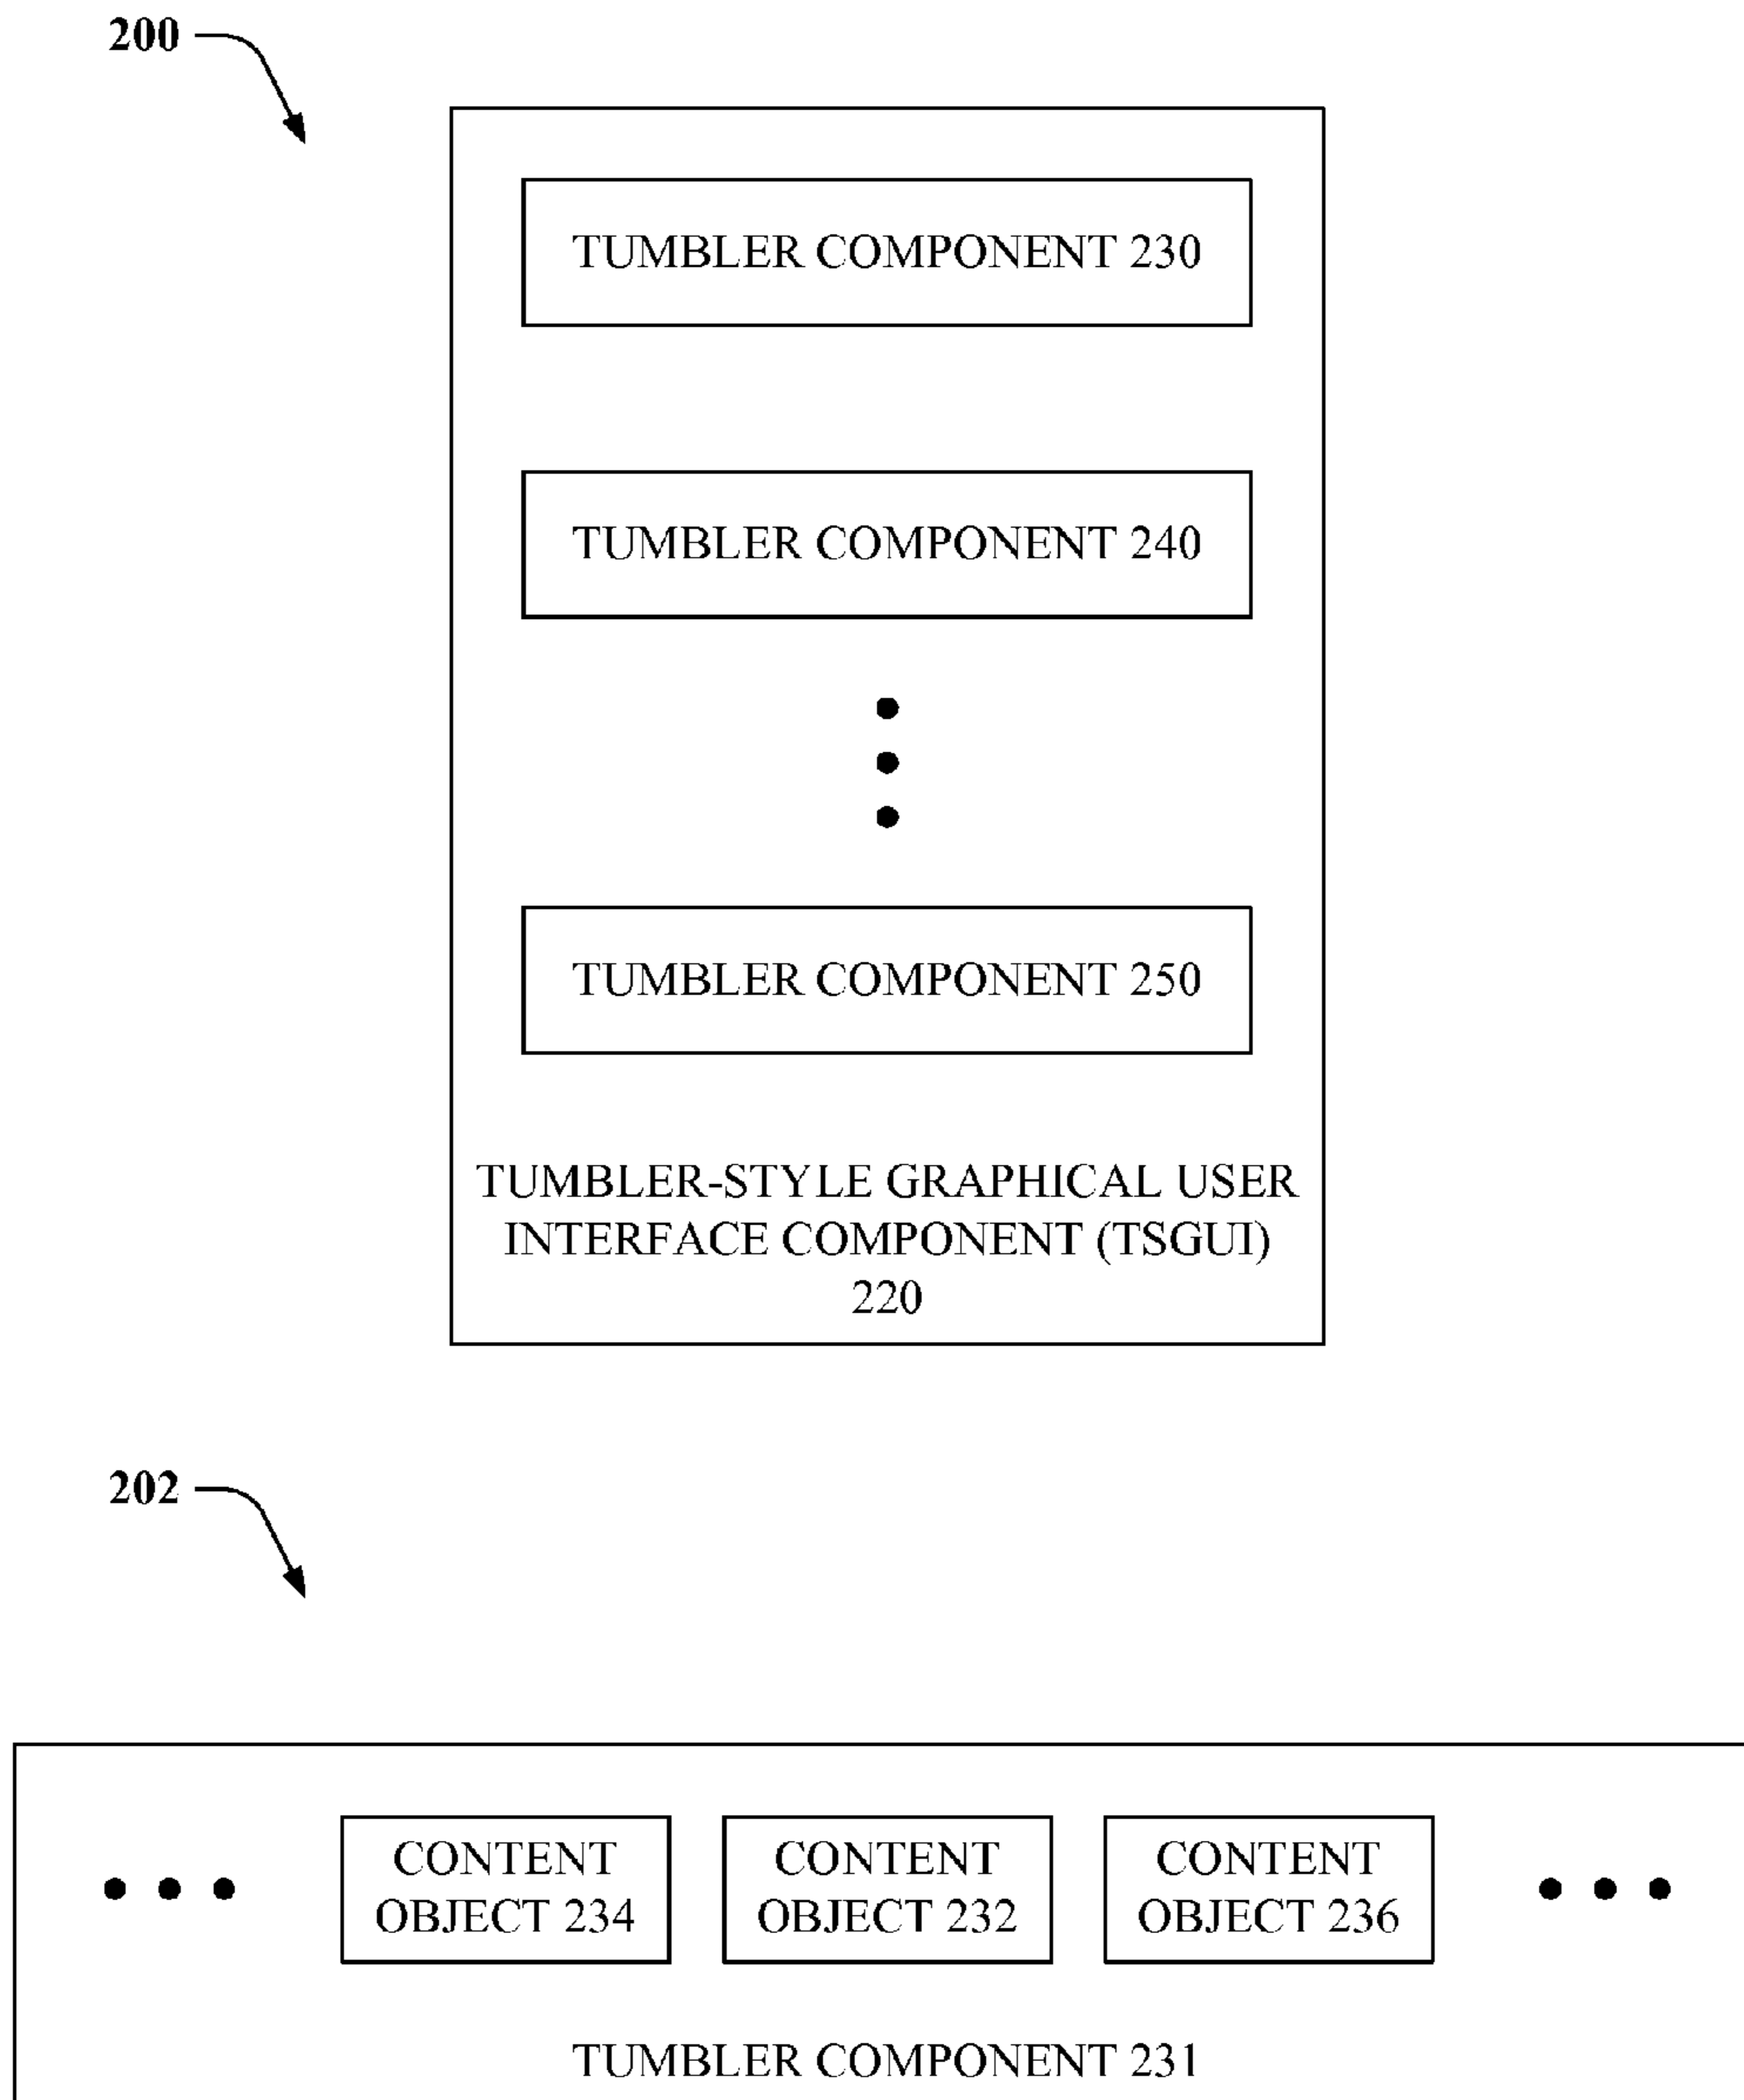 200
TUMBLER COMPONENT 230
TUMBLER COMPONENT 240
TUMBLER COMPONENT 250
TUMBLER-STYLE GRAPHICAL USER
INTERFACE COMPONENT (TSGUI)
220
202
CONTENT
OBJECT 234
CONTENT
OBJECT 232
CONTENT
OBJECT 236
TUMBLER COMPONENT 231